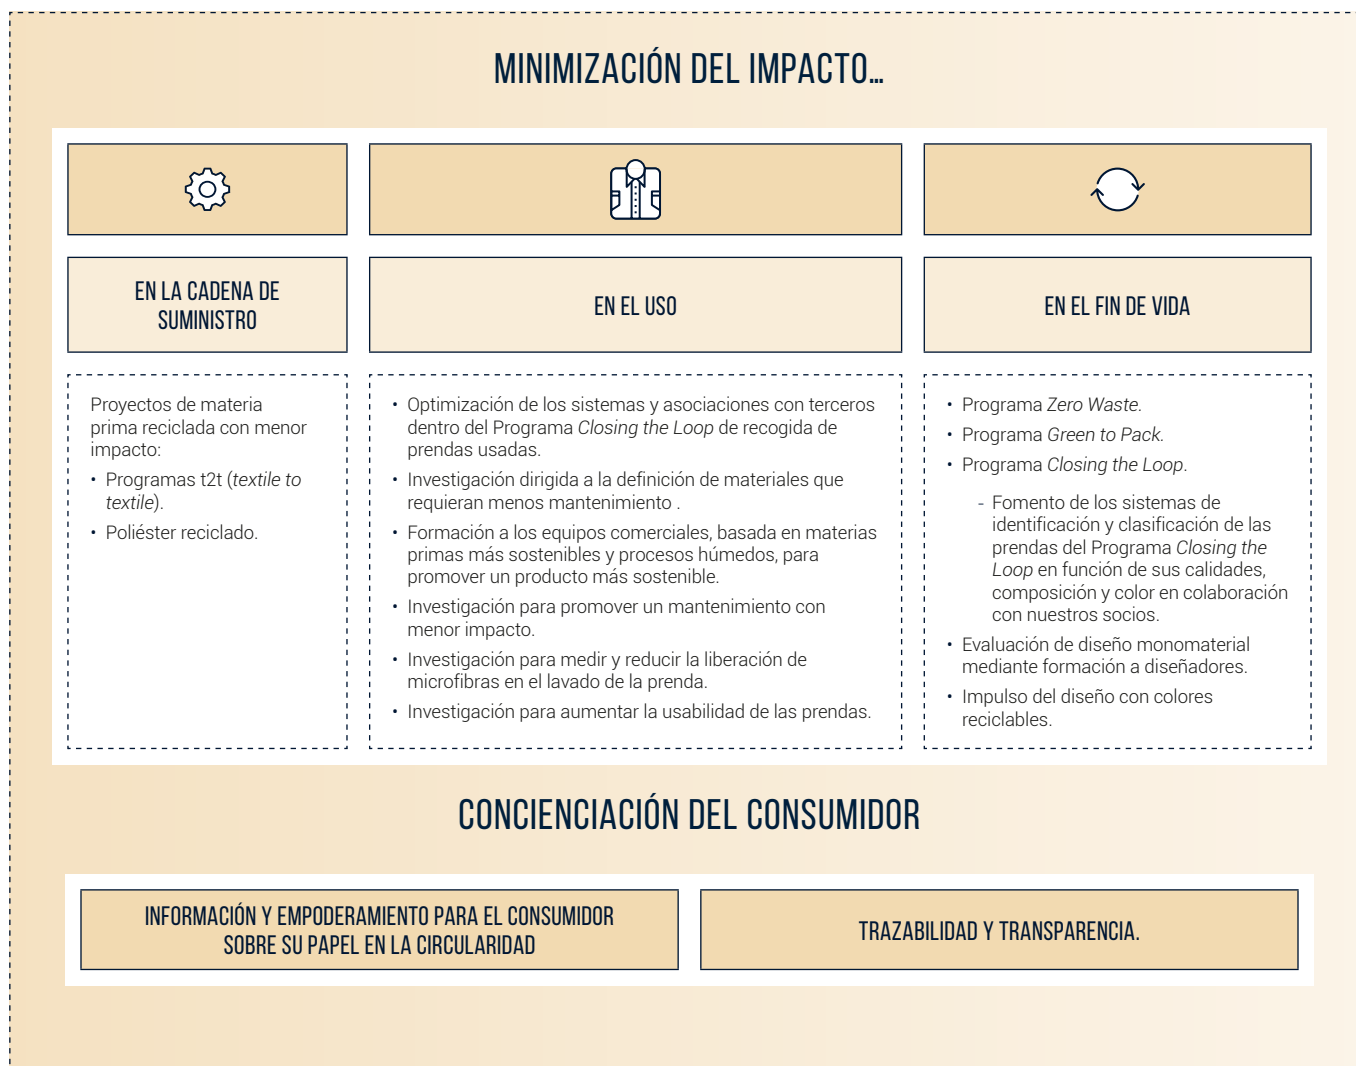 MINIMIZACIÓN DEL IMPACTO...
EN LA CADENA DE
SUMINISTRO
Proyectos de materia
prima reciclada con menor
impacto:
• Programas t2t (textile to
textile).
• Poliéster reciclado.
EN EL USO
• Optimización de los sistemas y asociaciones con terceros
dentro del Programa Closing the Loop de recogida de
prendas usadas.
• Investigación dirigida a la definición de materiales que
requieran menos mantenimiento .
• Formación a los equipos comerciales, basada en materias
primas más sostenibles y procesos húmedos, para
promover un producto más sostenible.
• Investigación para promover un mantenimiento con
menor impacto.
• Investigación para medir y reducir la liberación de
microfibras en el lavado de la prenda.
• Investigación para aumentar la usabilidad de las prendas.
EN EL FIN DE VIDA
• Programa Zero Waste.
• Programa Green to Pack.
• Programa Closing the Loop.
- Fomento de los sistemas de
identificación y clasificación de las
prendas del Programa Closing the
Loop en función de sus calidades,
composición y color en colaboración
con nuestros socios.
• Evaluación de diseño monomaterial
mediante formación a diseñadores.
• Impulso del diseño con colores
reciclables.
CONCIENCIACIÓN DEL CONSUMIDOR
INFORMACIÓN Y EMPODERAMIENTO PARA EL CONSUMIDOR
SOBRE SU PAPEL EN LA CIRCULARIDAD
TRAZABILIDAD Y TRANSPARENCIA.